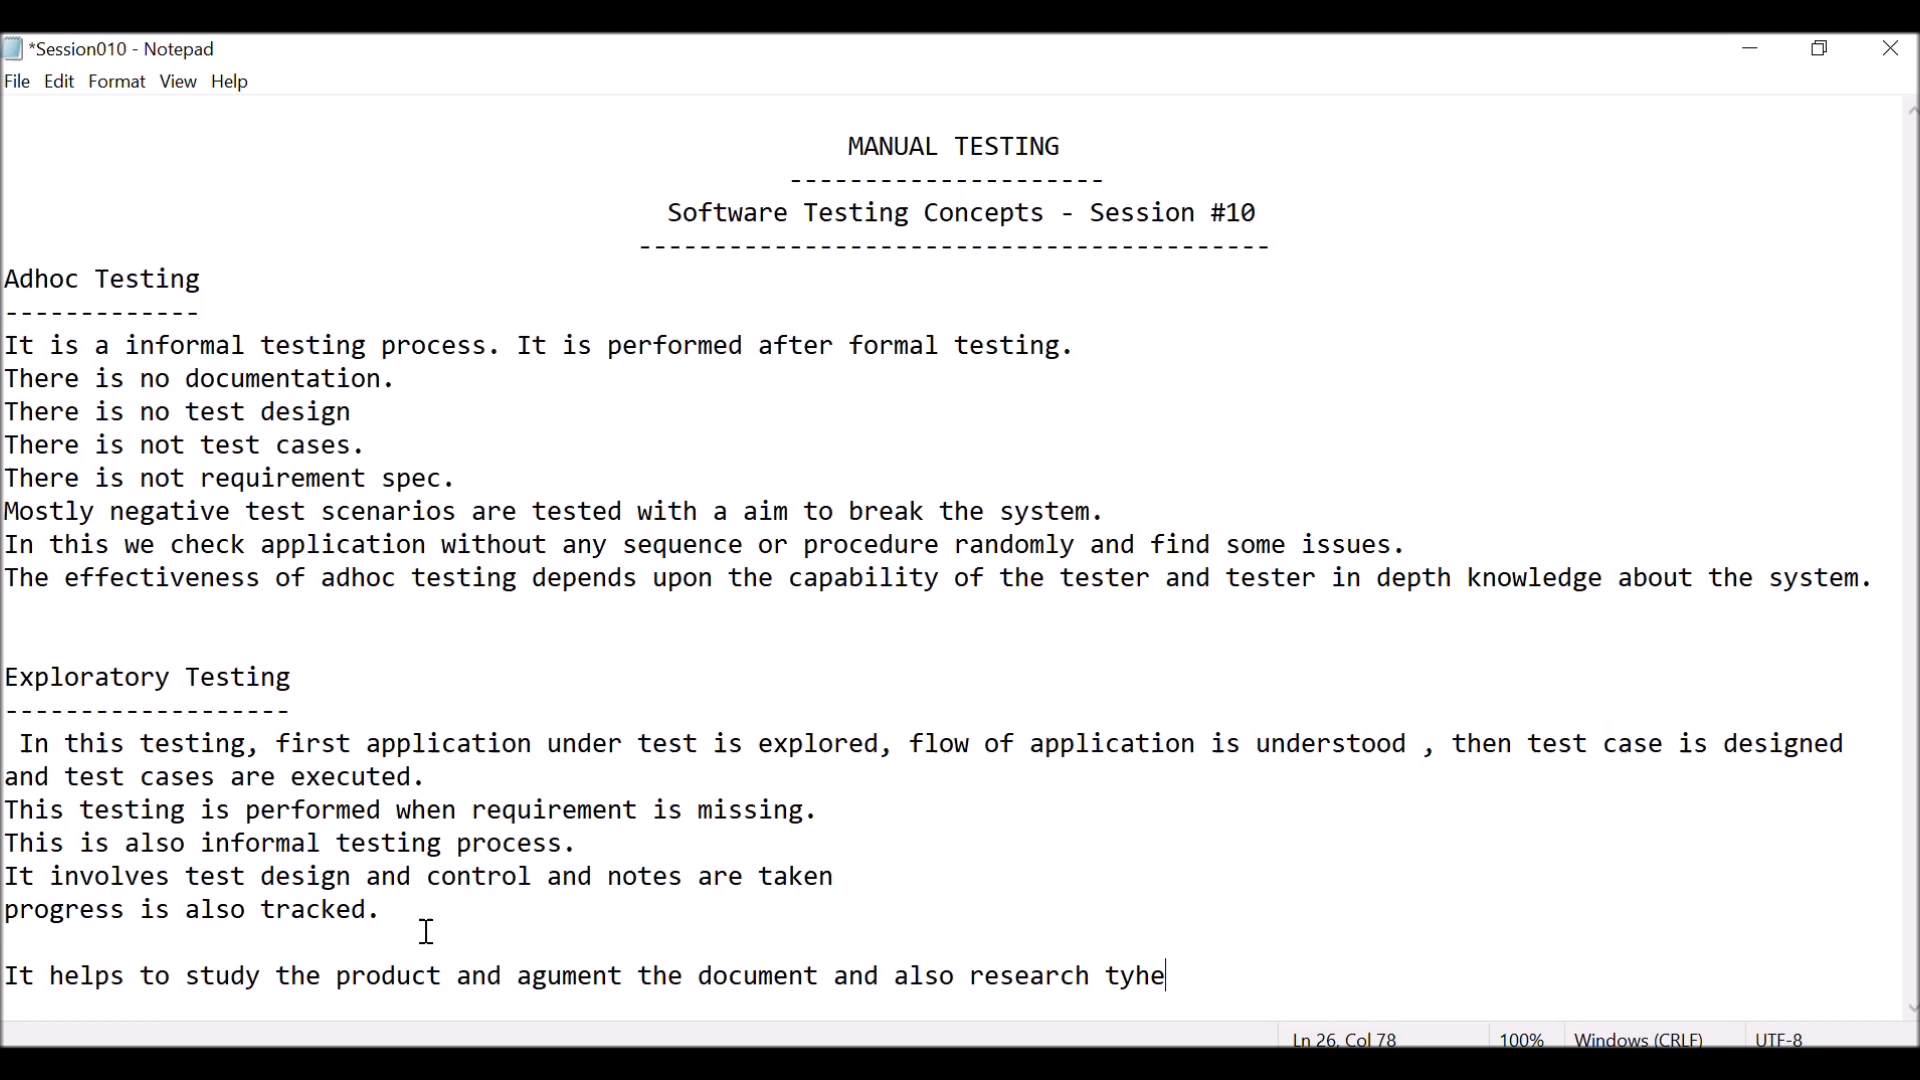 *Session010 - Notepad
File Edit Format View Help
MANUAL TESTING
---------------------
Software Testing Concepts - Session #10
------------------------------------------
Adhoc Testing
-------------
It is a informal testing process. It is performed after formal testing.
There is no documentation.
There is no test design
There is not test cases.
There is not requirement spec.
Mostly negative test scenarios are tested with a aim to break the system.
In this we check application without any sequence or procedure randomly and find some issues.
The effectiveness of adhoc testing depends upon the capability of the tester and tester in depth knowledge about the system.
Exploratory Testing
-------------------
In this testing, first application under test is explored, flow of application is understood , then test case is designed
and test cases are executed.
This testing is performed when requirement is missing.
This is also informal testing process.
It involves test design and control and notes are taken
progress is also tracked.
It helps to study the product and agument the document and also research tyhe
Ln 26, Col 78 100% Windows (CRLF) UTF-8